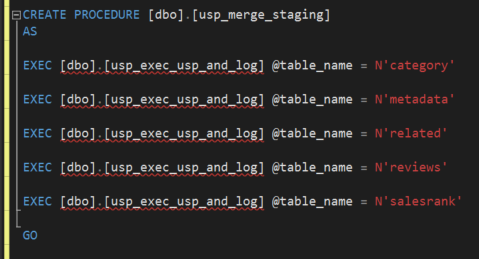 CREATE PROCEDURE [dbo].[usp_merge_staging]
AS
EXEC [dbo].[usp_exec_usp_and_log] @table_name = N'category'
EXEC [dbo].[usp_exec_usp_and_log] @table_name = N'metadata'
EXEC [dbo].[usp_exec_usp_and_log] @table_name = N'related'
EXEC [dbo].[usp_exec_usp_and_log] @table_name = N'reviews'
EXEC [dbo].[usp_exec_usp_and_log] @table_name = N'salesrank'
GO